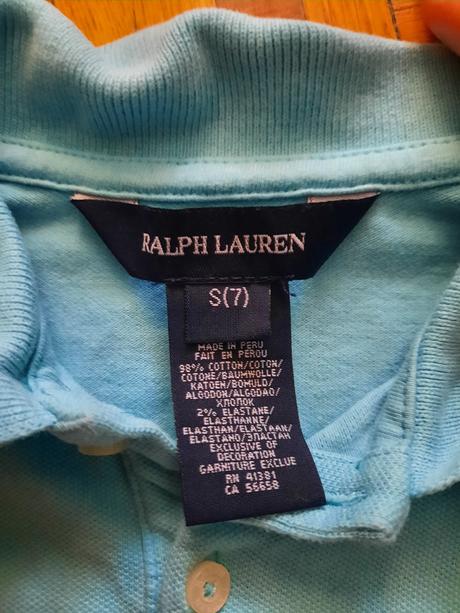 RALPH LAUREN
S(7)
MADE IN PERU
FAIT EN PEROU
98% COTTON/COTON/
COTONE/BAUMWOLLE/
KATOEN/BOMULD/
ALGODON/ALGODAO/
ХЛОПОК
2% ELASTANE/
ELASTHANNE/
ELASTHAN/ELASTAAN/
ELASTANO/ЭЛАСТАН
EXCLUSIVE OF
DECORATION
GARNITURE EXCLUE
RN 41381
CA 56658